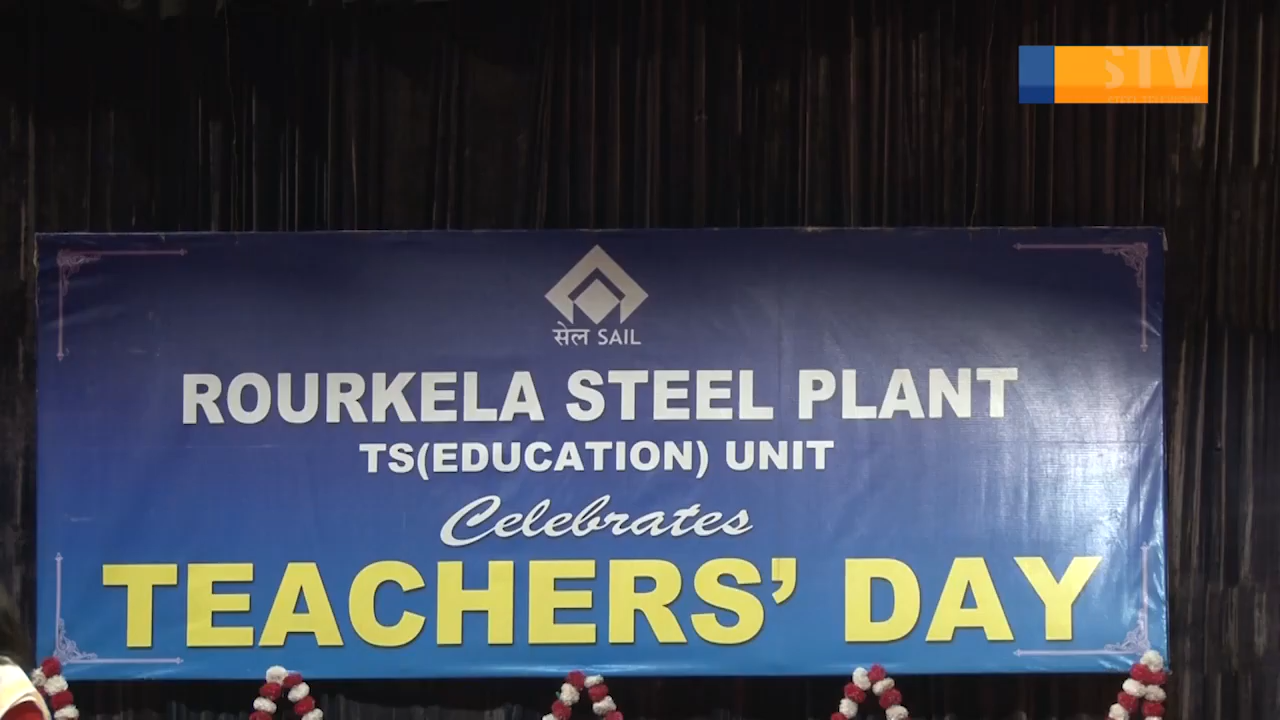 STV
सेल SAIL
ROURKELA STEEL PLANT
TS(EDUCATION) UNIT
Celebrates
TEACHERS’ DAY